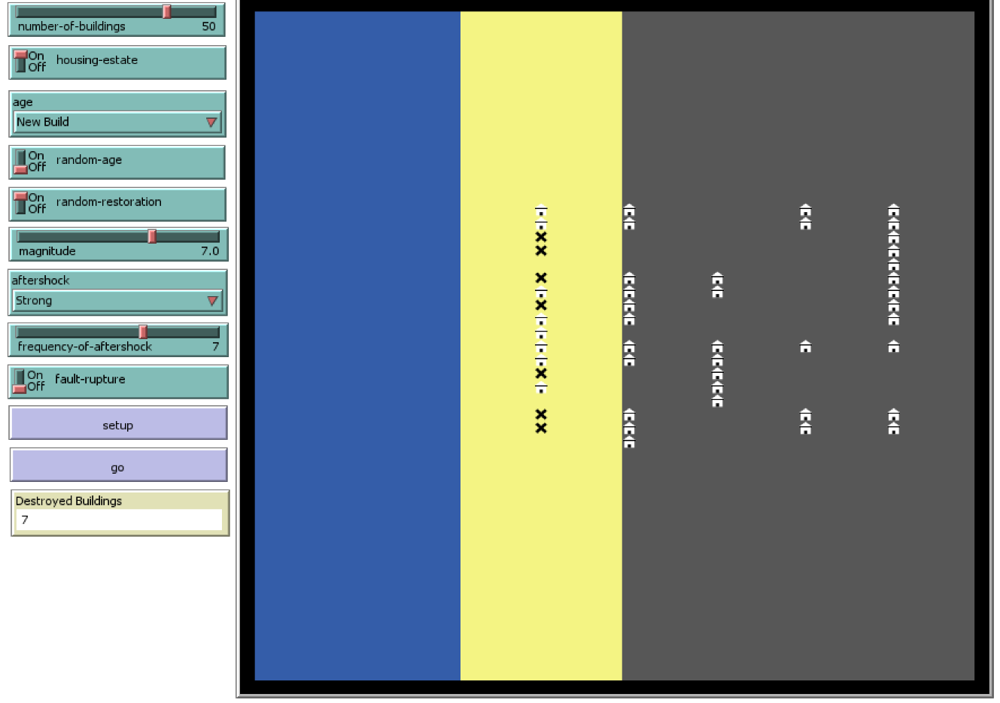 number-of-buildings 50
On
Off
housing-estate
age
New Build
On
Off
random-age
On
Off
random-restoration
magnitude 7.0
aftershock
Strong
frequency-of-aftershock 7
On
Off
fault-rupture
setup
go
Destroyed Buildings
7